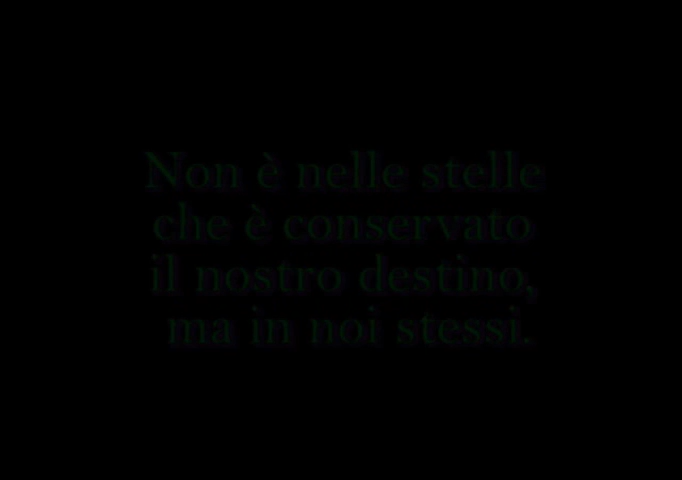 Non è nelle stelle
che è conservato
il nostro destino,
ma in noi stessi.